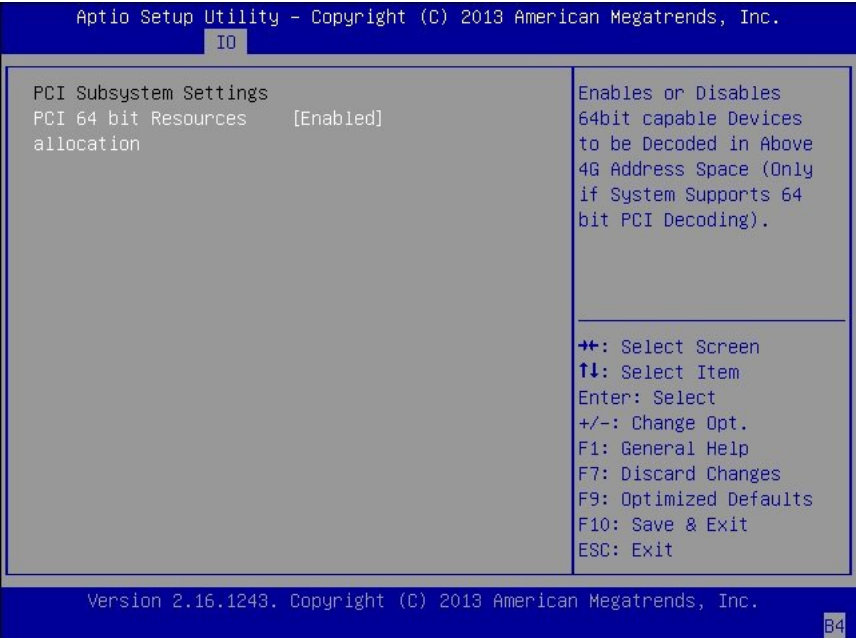 Aptio Setup Utility – Copyright (C) 2013 American Megatrends, Inc.
IO
PCI Subsystem Settings
PCI 64 bit Resources [Enabled]
allocation
Enables or Disables
64bit capable Devices
to be Decoded in Above
4G Address Space (Only
if System Supports 64
bit PCI Decoding).
→←: Select Screen
↑↓: Select Item
Enter: Select
+/-: Change Opt.
F1: General Help
F7: Discard Changes
F9: Optimized Defaults
F10: Save & Exit
ESC: Exit
Version 2.16.1243. Copyright (C) 2013 American Megatrends, Inc.
B4